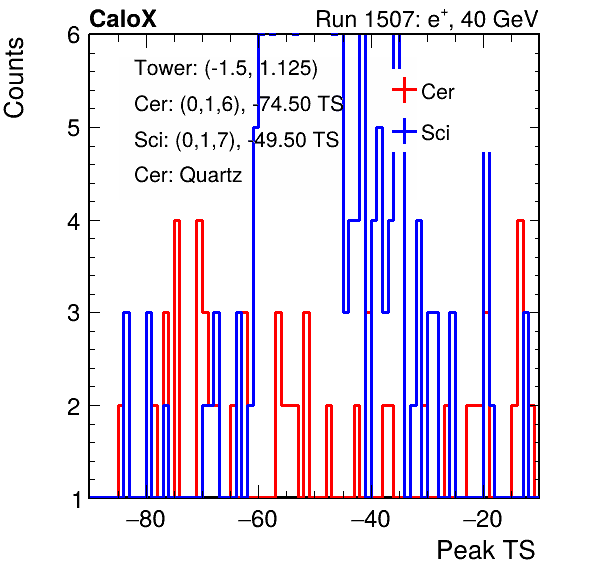 CaloX Run 1507: e+, 40 GeV
Counts
6
5
4
3
2
1
Tower: (-1.5, 1.125)
Cer: (0,1,6), -74.50 TS
Sci: (0,1,7), -49.50 TS
Cer: Quartz
Cer
Sci
−80 −60 −40 −20
Peak TS